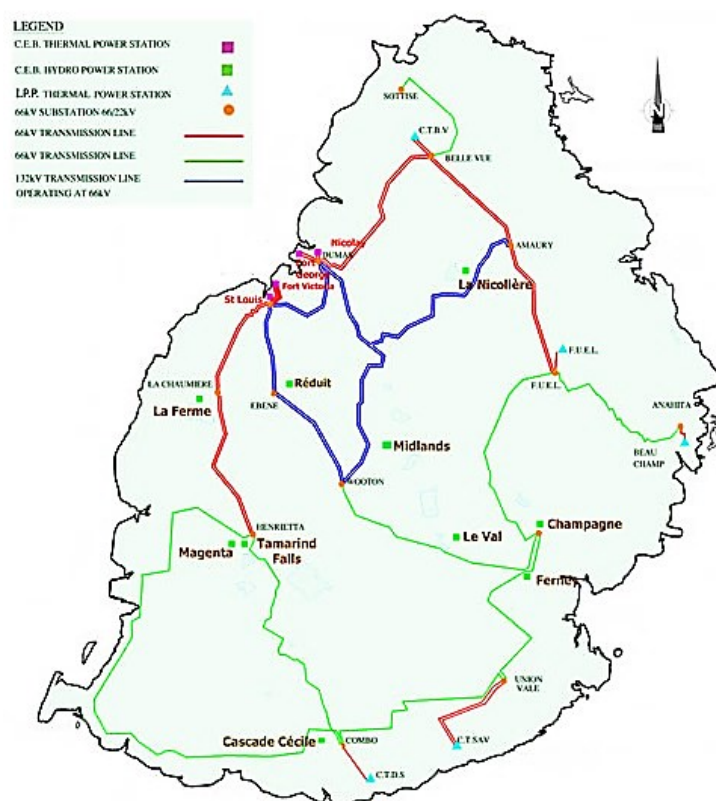 LEGEND
C.E.B. THERMAL POWER STATION
C.E.B. HYDRO POWER STATION
I.P.P. THERMAL POWER STATION
66kV SUBSTATION 66/22kV
66kV TRANSMISSION LINE
66kV TRANSMISSION LINE
132kV TRANSMISSION LINE
OPERATING AT 66kV
N
SOTTISE
C.T.B.V
BELLE VUE
Nicolay
DUMAS
Fort
George
Fort Victoria
St Louis
AMAURY
La Nicolière
F.U.E.L.
F.U.E.L.
LA CHAUMIERE
La Ferme
Réduit
EBENE
ANAHITA
BEAU
CHAMP
Midlands
WOOTON
Champagne
Le Val
HENRIETTA
Magenta
Tamarind
Falls
Ferney
UNION
VALE
Cascade Cécile
COMBO
C.T.SAV
C.T.D.S